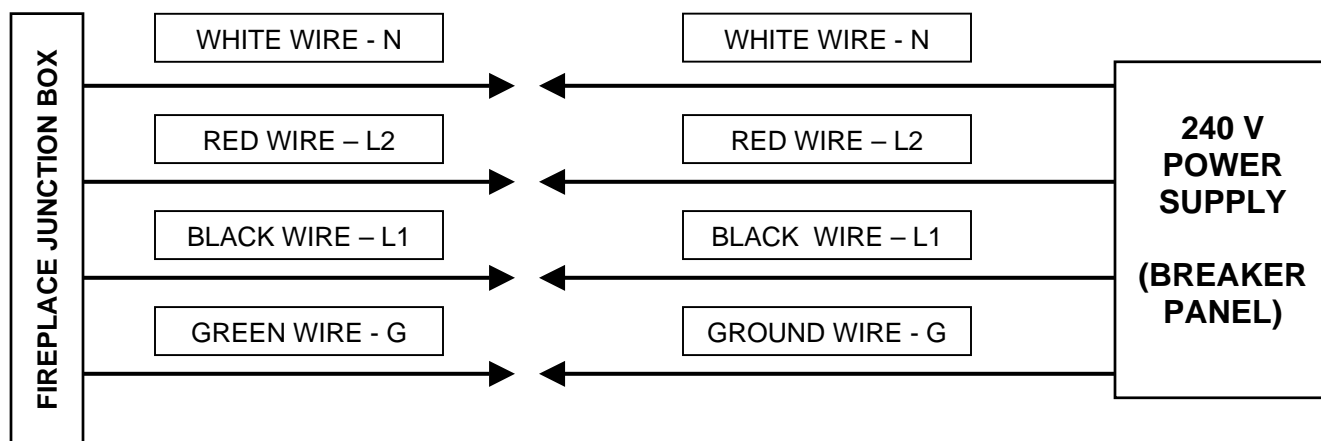 FIREPLACE JUNCTION BOX
WHITE WIRE - N
WHITE WIRE - N
RED WIRE – L2
RED WIRE – L2
BLACK WIRE – L1
BLACK  WIRE – L1
GREEN WIRE - G
GROUND WIRE - G
240 V
POWER
SUPPLY
(BREAKER
PANEL)